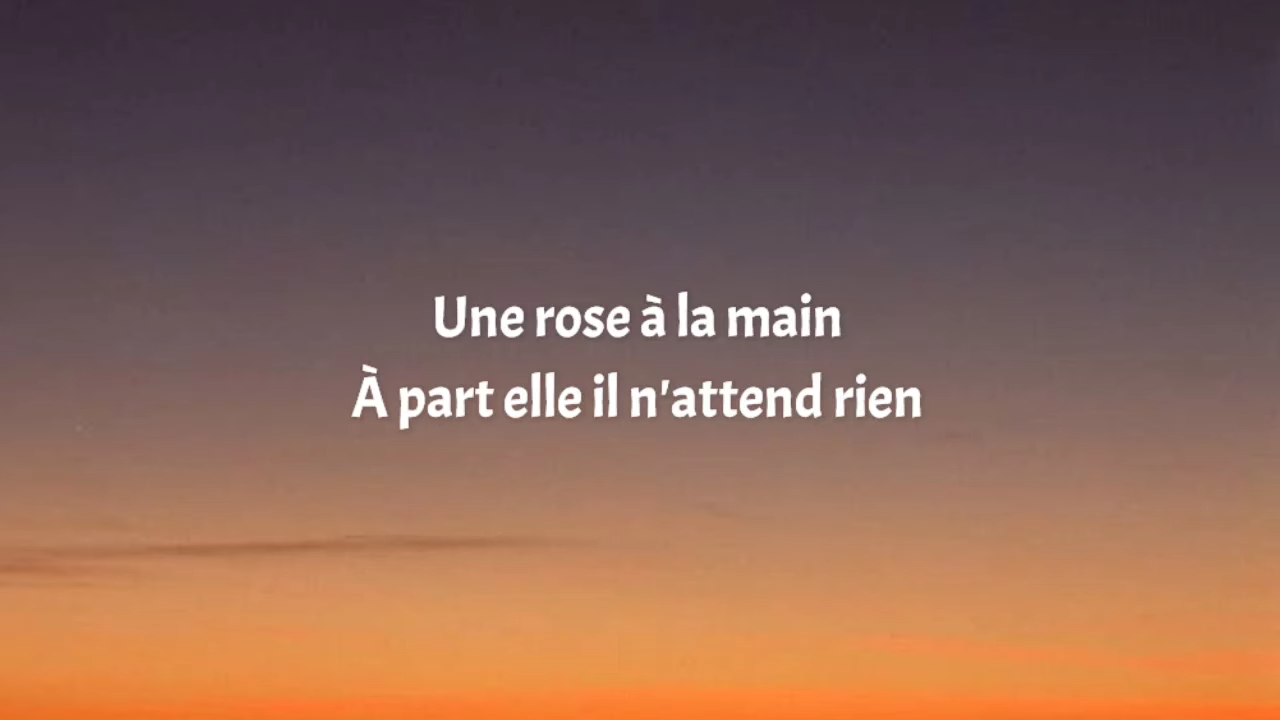 Une rose à la main
À part elle il n'attend rien